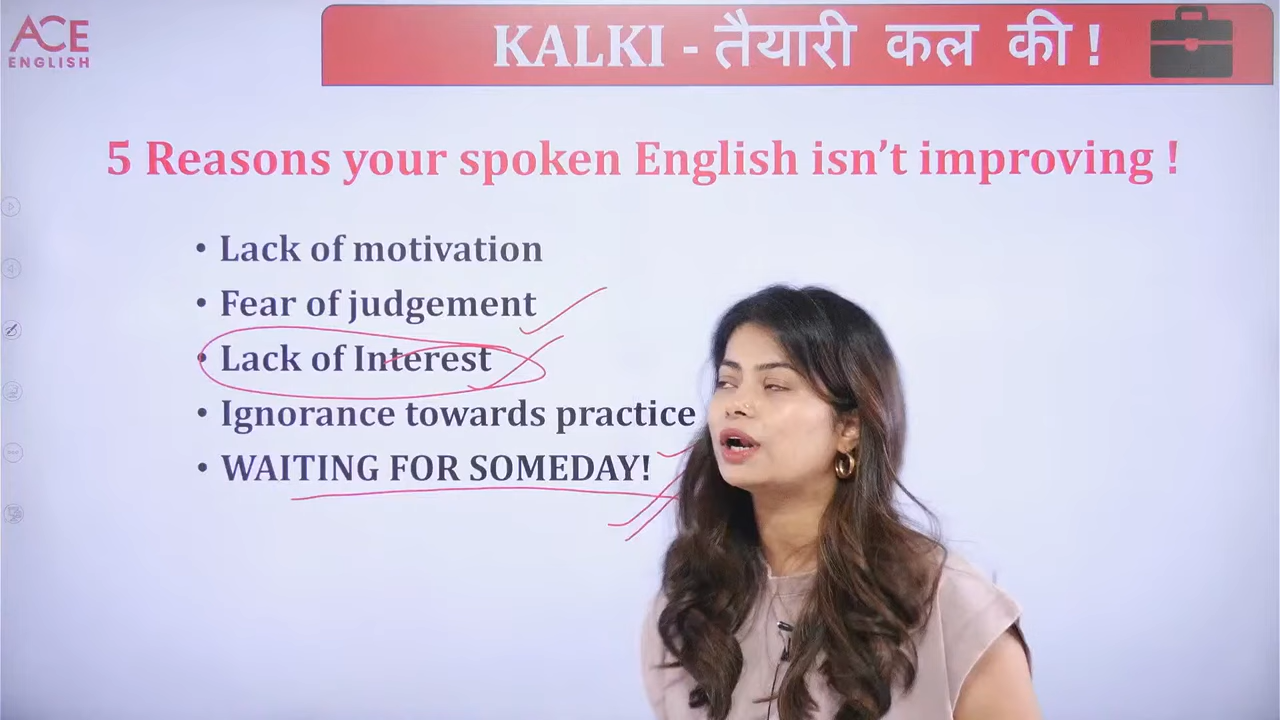 ACE
ENGLISH
KALKI - तैयारी कल की !
5 Reasons your spoken English isn’t improving !
• Lack of motivation
• Fear of judgement
• Lack of Interest
• Ignorance towards practice
• WAITING FOR SOMEDAY!